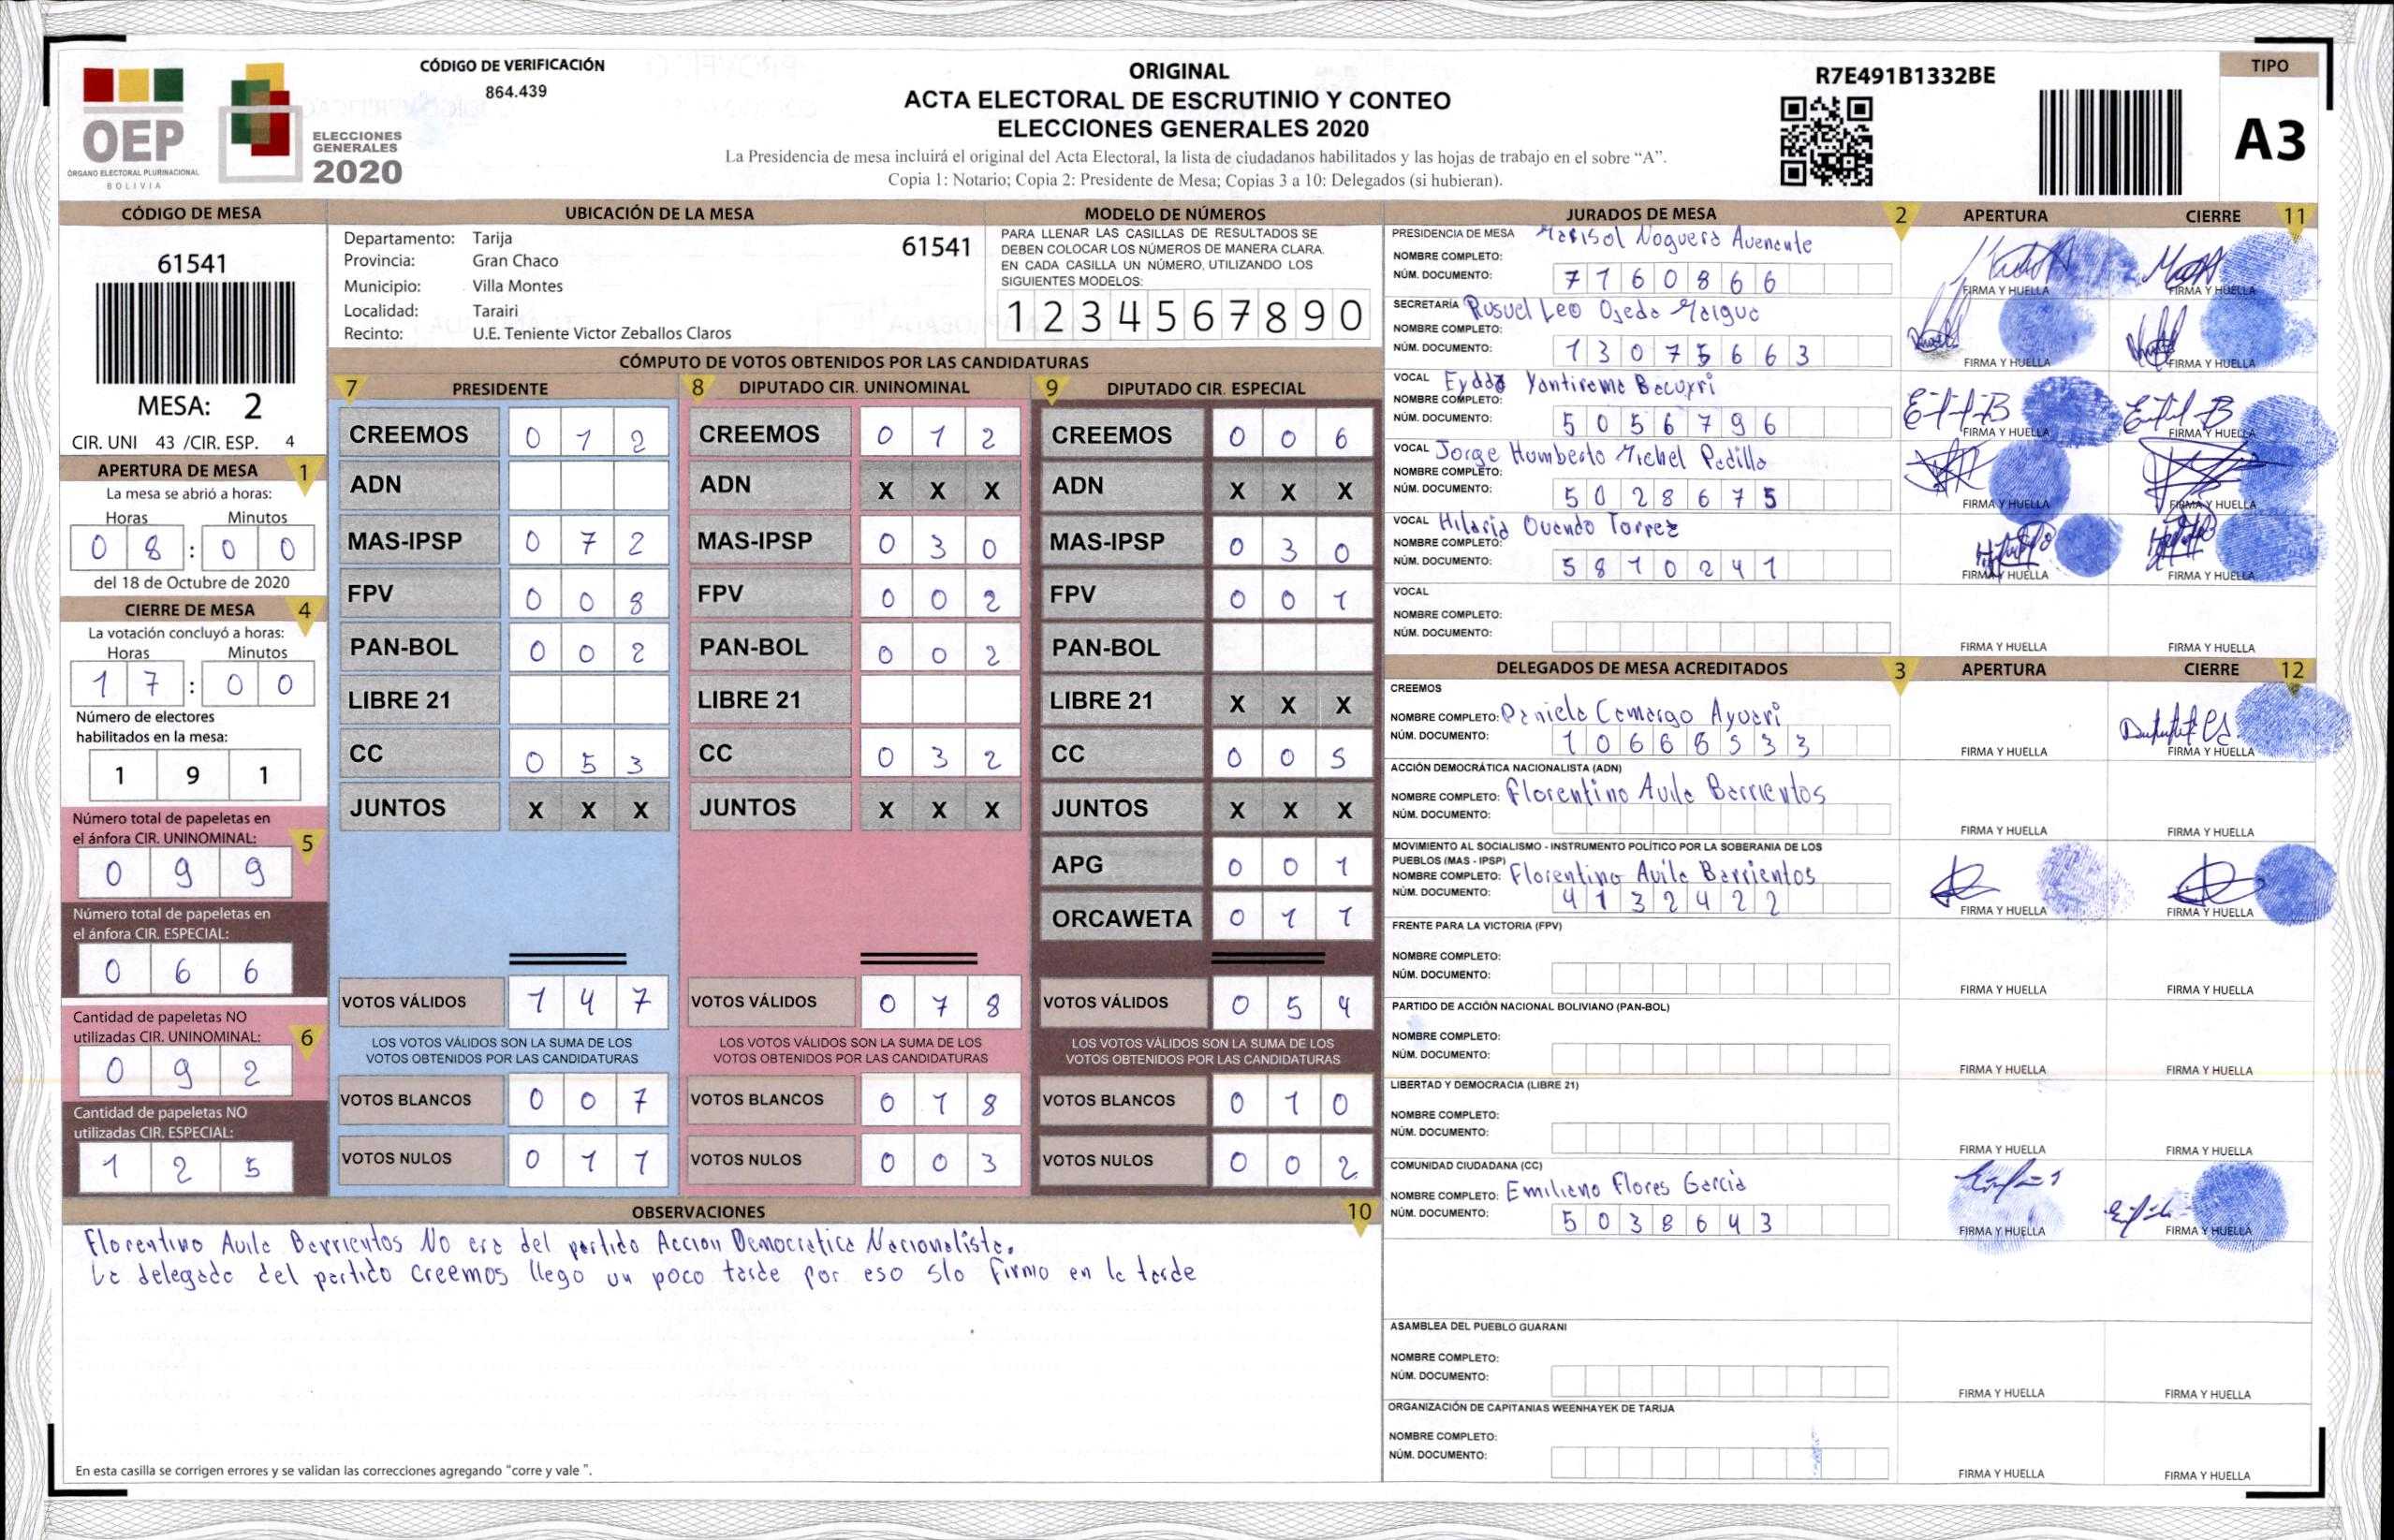 CÓDIGO DE VERIFICACIÓN
864.439
OEP
ÓRGANO ELECTORAL PLURINACIONAL
BOLIVIA
ELECCIONES
GENERALES
2020
ORIGINAL
ACTA ELECTORAL DE ESCRUTINIO Y CONTEO
ELECCIONES GENERALES 2020
La Presidencia de mesa incluirá el original del Acta Electoral, la lista de ciudadanos habilitados y las hojas de trabajo en el sobre “A”.
Copia 1: Notario; Copia 2: Presidente de Mesa; Copias 3 a 10: Delegados (si hubieran).
R7E491B1332BE
TIPO
A3
CÓDIGO DE MESA
61541
MESA: 2
CIR. UNI 43 /CIR. ESP. 4
APERTURA DE MESA 1
La mesa se abrió a horas:
Horas Minutos
0 8 : 0 0
del 18 de Octubre de 2020
CIERRE DE MESA 4
La votación concluyó a horas:
Horas Minutos
1 7 : 0 0
Número de electores
habilitados en la mesa:
1 9 1
Número total de papeletas en
el ánfora CIR. UNINOMINAL: 5
0 9 9
Número total de papeletas en
el ánfora CIR. ESPECIAL:
0 6 6
Cantidad de papeletas NO
utilizadas CIR. UNINOMINAL: 6
0 9 2
Cantidad de papeletas NO
utilizadas CIR. ESPECIAL:
1 2 5
UBICACIÓN DE LA MESA
Departamento: Tarija 61541
Provincia: Gran Chaco
Municipio: Villa Montes
Localidad: Tarairi
Recinto: U.E. Teniente Victor Zeballos Claros
MODELO DE NÚMEROS
PARA LLENAR LAS CASILLAS DE RESULTADOS SE
DEBEN COLOCAR LOS NÚMEROS DE MANERA CLARA.
EN CADA CASILLA UN NÚMERO, UTILIZANDO LOS
SIGUIENTES MODELOS:
1 2 3 4 5 6 7 8 9 0
CÓMPUTO DE VOTOS OBTENIDOS POR LAS CANDIDATURAS
7 PRESIDENTE
CREEMOS 0 1 2
ADN
MAS-IPSP 0 7 2
FPV 0 0 8
PAN-BOL 0 0 2
LIBRE 21
CC 0 5 3
JUNTOS X X X
VOTOS VÁLIDOS 1 4 7
LOS VOTOS VÁLIDOS SON LA SUMA DE LOS
VOTOS OBTENIDOS POR LAS CANDIDATURAS
VOTOS BLANCOS 0 0 7
VOTOS NULOS 0 1 1
8 DIPUTADO CIR. UNINOMINAL
CREEMOS 0 1 2
ADN X X X
MAS-IPSP 0 3 0
FPV 0 0 2
PAN-BOL 0 0 2
LIBRE 21
CC 0 3 2
JUNTOS X X X
VOTOS VÁLIDOS 0 7 8
LOS VOTOS VÁLIDOS SON LA SUMA DE LOS
VOTOS OBTENIDOS POR LAS CANDIDATURAS
VOTOS BLANCOS 0 1 8
VOTOS NULOS 0 0 3
9 DIPUTADO CIR. ESPECIAL
CREEMOS 0 0 6
ADN X X X
MAS-IPSP 0 3 0
FPV 0 0 1
PAN-BOL
LIBRE 21 X X X
CC 0 0 5
JUNTOS X X X
APG 0 0 1
ORCAWETA 0 1 1
VOTOS VÁLIDOS 0 5 4
LOS VOTOS VÁLIDOS SON LA SUMA DE LOS
VOTOS OBTENIDOS POR LAS CANDIDATURAS
VOTOS BLANCOS 0 1 0
VOTOS NULOS 0 0 2
OBSERVACIONES 10
Florentino Avila Barrientos No era del partido Accion Democratica Nacionalista.
La delegada del partido creemos llego un poco tarde por eso slo firmo en la tarde
En esta casilla se corrigen errores y se validan las correcciones agregando “corre y vale ”.
JURADOS DE MESA 2 APERTURA CIERRE 11
PRESIDENCIA DE MESA Marisol Noguera Avenante
NOMBRE COMPLETO:
NÚM. DOCUMENTO: 7 1 6 0 8 6 6
FIRMA Y HUELLA FIRMA Y HUELLA
SECRETARÍA Rusuel Leo Ojeda Maigua
NOMBRE COMPLETO:
NÚM. DOCUMENTO: 1 3 0 7 5 6 6 3
FIRMA Y HUELLA FIRMA Y HUELLA
VOCAL Eydda Yantirema Bacuyri
NOMBRE COMPLETO:
NÚM. DOCUMENTO: 5 0 5 6 7 9 6
FIRMA Y HUELLA FIRMA Y HUELLA
VOCAL Jorge Humberto Michel Padilla
NOMBRE COMPLETO:
NÚM. DOCUMENTO: 5 0 2 8 6 7 5
FIRMA Y HUELLA FIRMA Y HUELLA
VOCAL Hilaria Ovando Torrez
NOMBRE COMPLETO:
NÚM. DOCUMENTO: 5 8 1 0 2 4 1
FIRMA Y HUELLA FIRMA Y HUELLA
VOCAL
NOMBRE COMPLETO:
NÚM. DOCUMENTO:
FIRMA Y HUELLA FIRMA Y HUELLA
DELEGADOS DE MESA ACREDITADOS 3 APERTURA CIERRE 12
CREEMOS
NOMBRE COMPLETO: Daniela Camargo Ayuari
NÚM. DOCUMENTO: 1 0 6 6 8 5 3 3
FIRMA Y HUELLA FIRMA Y HUELLA
ACCIÓN DEMOCRÁTICA NACIONALISTA (ADN)
NOMBRE COMPLETO: Florentino Avila Barrientos
NÚM. DOCUMENTO:
FIRMA Y HUELLA FIRMA Y HUELLA
MOVIMIENTO AL SOCIALISMO - INSTRUMENTO POLÍTICO POR LA SOBERANIA DE LOS
PUEBLOS (MAS - IPSP)
NOMBRE COMPLETO: Florentino Avila Barrientos
NÚM. DOCUMENTO: 4 1 3 2 4 2 2
FIRMA Y HUELLA FIRMA Y HUELLA
FRENTE PARA LA VICTORIA (FPV)
NOMBRE COMPLETO:
NÚM. DOCUMENTO:
FIRMA Y HUELLA FIRMA Y HUELLA
PARTIDO DE ACCIÓN NACIONAL BOLIVIANO (PAN-BOL)
NOMBRE COMPLETO:
NÚM. DOCUMENTO:
FIRMA Y HUELLA FIRMA Y HUELLA
LIBERTAD Y DEMOCRACIA (LIBRE 21)
NOMBRE COMPLETO:
NÚM. DOCUMENTO:
FIRMA Y HUELLA FIRMA Y HUELLA
COMUNIDAD CIUDADANA (CC)
NOMBRE COMPLETO: Emiliano Flores Garcia
NÚM. DOCUMENTO: 5 0 3 8 6 4 3
FIRMA Y HUELLA FIRMA Y HUELLA
ASAMBLEA DEL PUEBLO GUARANI
NOMBRE COMPLETO:
NÚM. DOCUMENTO:
FIRMA Y HUELLA FIRMA Y HUELLA
ORGANIZACIÓN DE CAPITANIAS WEENHAYEK DE TARIJA
NOMBRE COMPLETO:
NÚM. DOCUMENTO:
FIRMA Y HUELLA FIRMA Y HUELLA